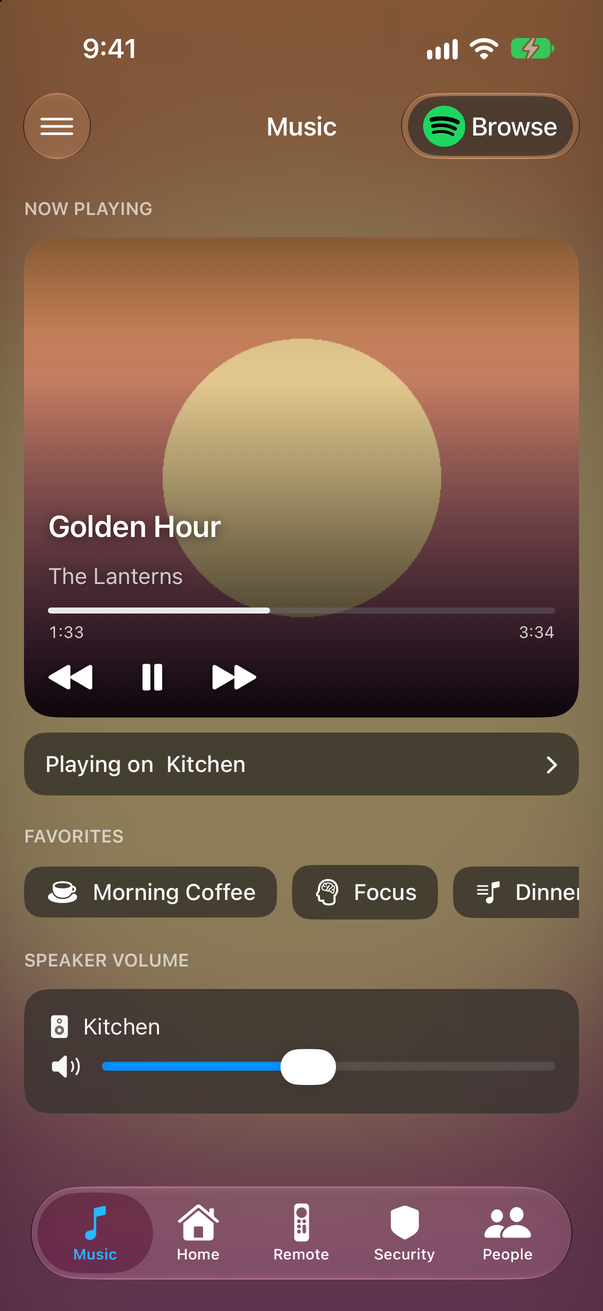 9:41
Music
Browse
NOW PLAYING
Golden Hour
The Lanterns
1:33
3:34
Playing on Kitchen
FAVORITES
Morning Coffee
Focus
Dinner
SPEAKER VOLUME
Kitchen
Music
Home
Remote
Security
People